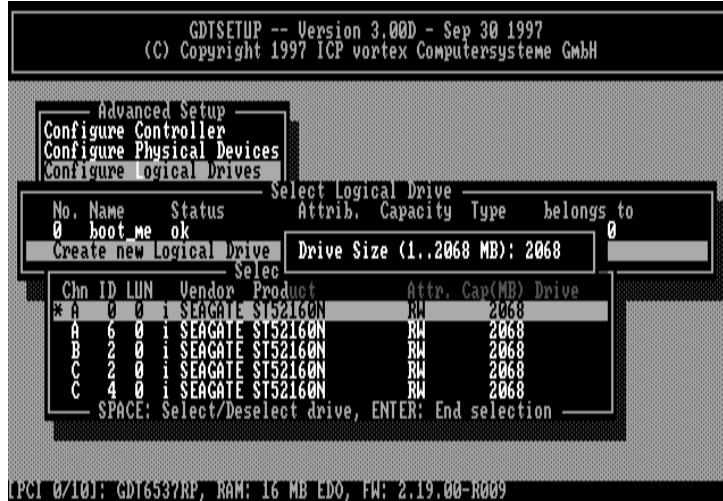 GDTSETUP -- Version 3.00D - Sep 30 1997
(C) Copyright 1997 ICP vortex Computersysteme GmbH
Advanced Setup
Configure Controller
Configure Physical Devices
Configure Logical Drives
Select Logical Drive
No. Name Status Attrib. Capacity Type belongs to
0 boot_me ok 0
Create new Logical Drive
Drive Size (1..2068 MB): 2068
Selec
Chn ID LUN Vendor Product Attr. Cap(MB) Drive
* A 0 0 i SEAGATE ST52160N RW 2068
A 6 0 i SEAGATE ST52160N RW 2068
B 2 0 i SEAGATE ST52160N RW 2068
C 2 0 i SEAGATE ST52160N RW 2068
C 4 0 i SEAGATE ST52160N RW 2068
SPACE: Select/Deselect drive, ENTER: End selection
[PCI 0/10]: GDT6537RP, RAM: 16 MB EDO, FW: 2.19.00-R009